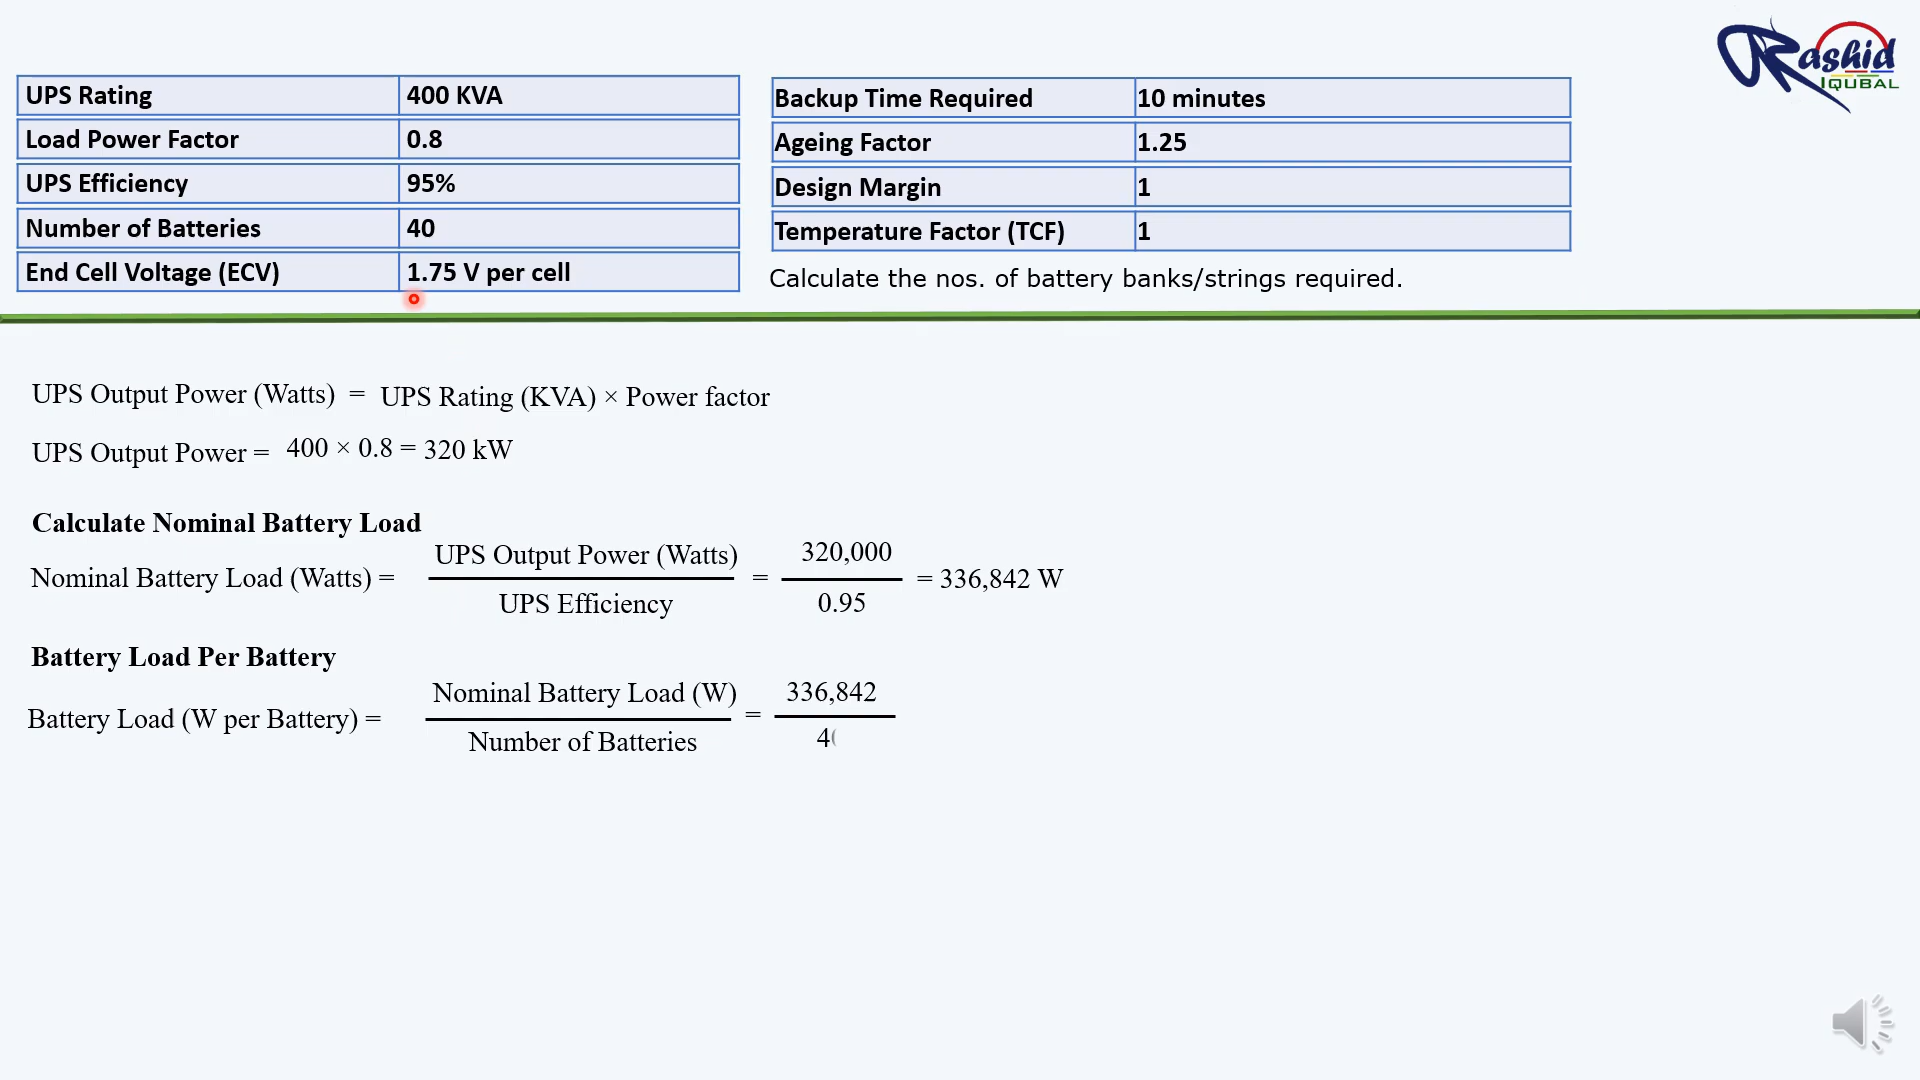 Rashid
IQUBAL
UPS Rating 400 KVA
Load Power Factor 0.8
UPS Efficiency 95%
Number of Batteries 40
End Cell Voltage (ECV) 1.75 V per cell
Backup Time Required 10 minutes
Ageing Factor 1.25
Design Margin 1
Temperature Factor (TCF) 1
Calculate the nos. of battery banks/strings required.
UPS Output Power (Watts) = UPS Rating (KVA) × Power factor
UPS Output Power = 400 × 0.8 = 320 kW
Calculate Nominal Battery Load
Nominal Battery Load (Watts) = UPS Output Power (Watts) / UPS Efficiency = 320,000 / 0.95 = 336,842 W
Battery Load Per Battery
Battery Load (W per Battery) = Nominal Battery Load (W) / Number of Batteries = 336,842 / 4